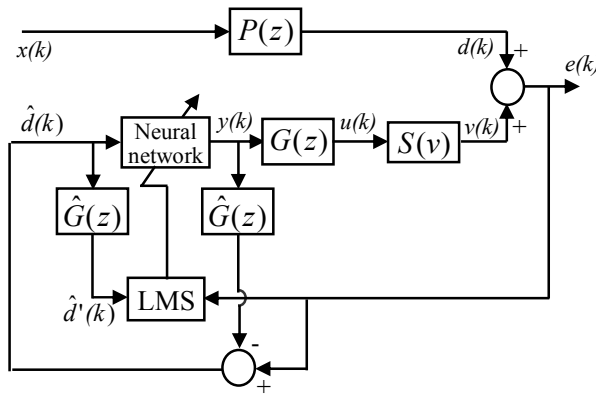 P(z)
x(k)
d(k)
+
e(k)
d̂(k)
Neural
network
y(k)
G(z)
u(k)
S(v)
v(k)
+
Ĝ(z)
Ĝ(z)
LMS
d̂'(k)
-
+